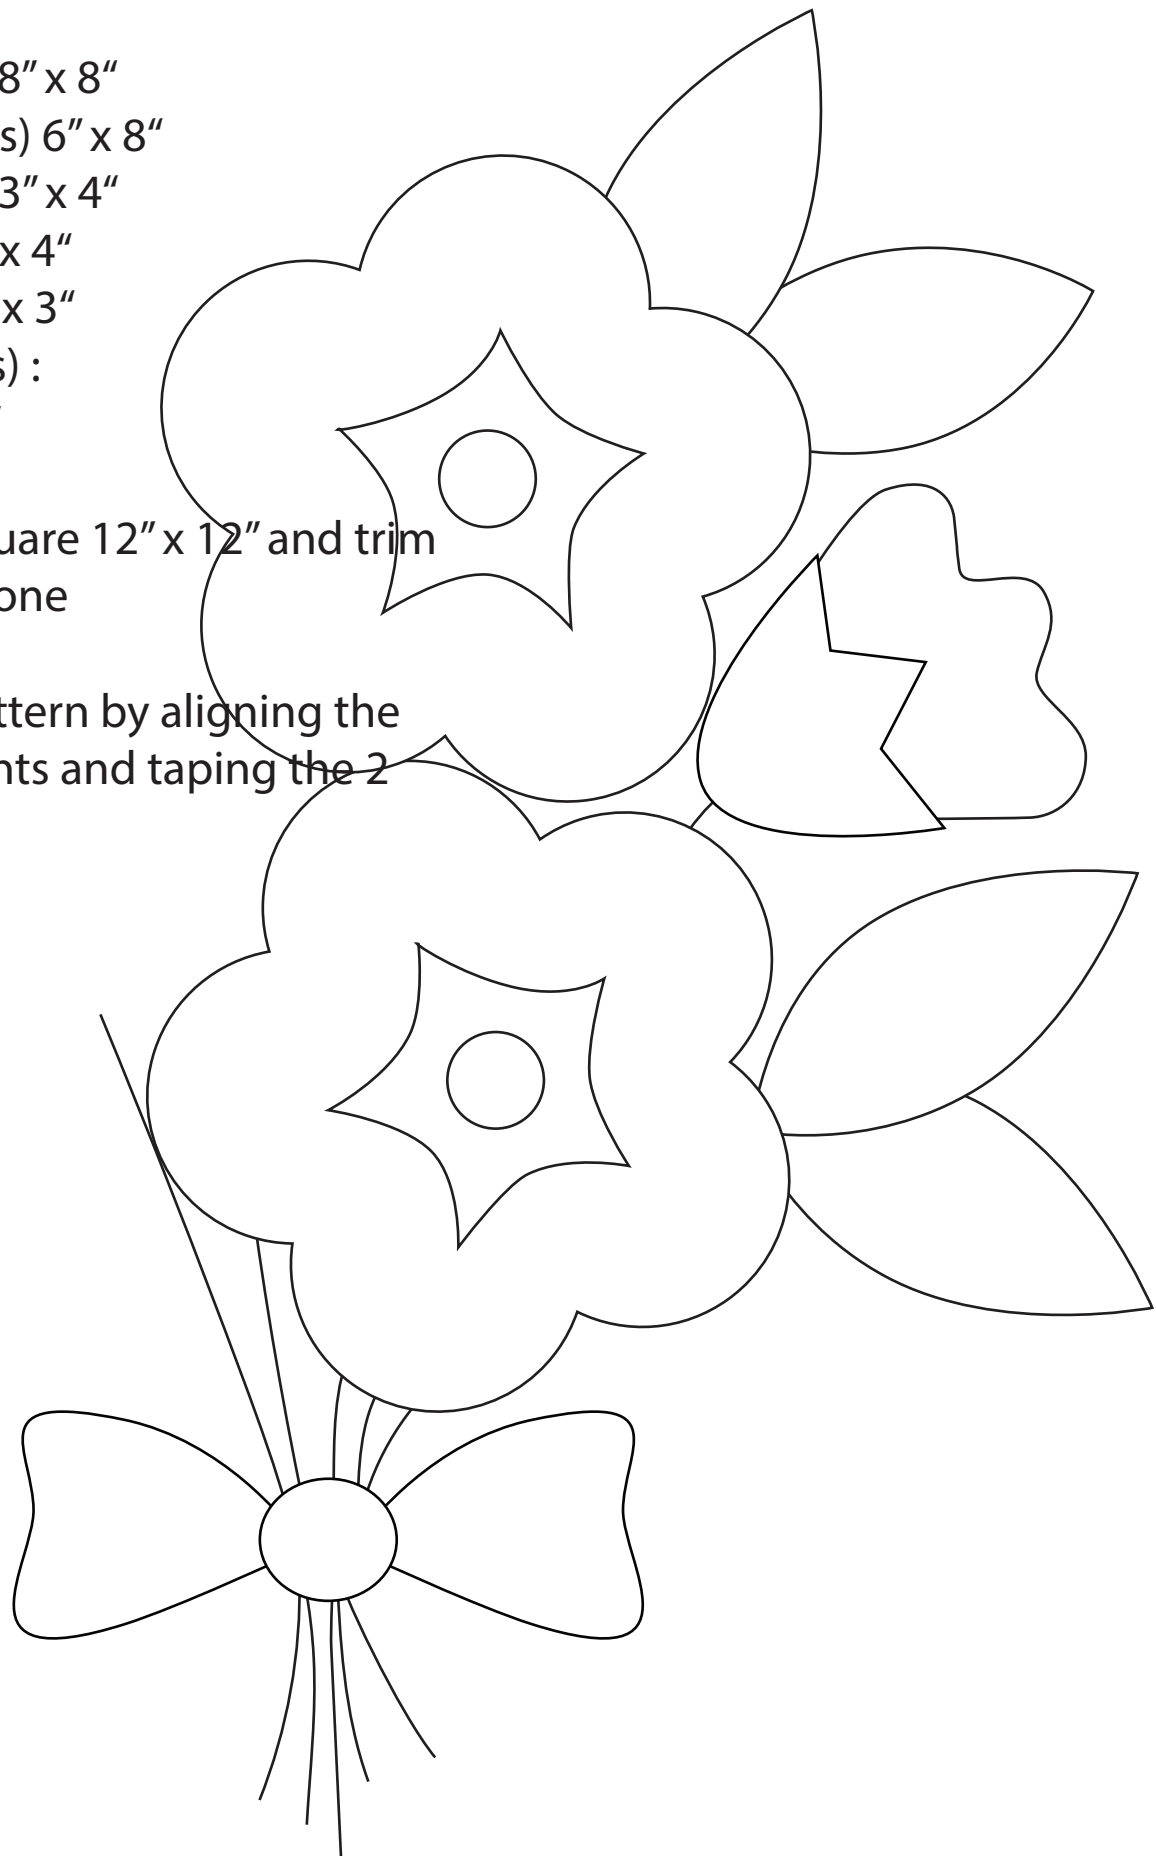 8” x 8“
s) 6” x 8“
3” x 4“
x 4“
x 3“
s) :
”
uare 12” x 12” and trim
one
ttern by aligning the
nts and taping the 2